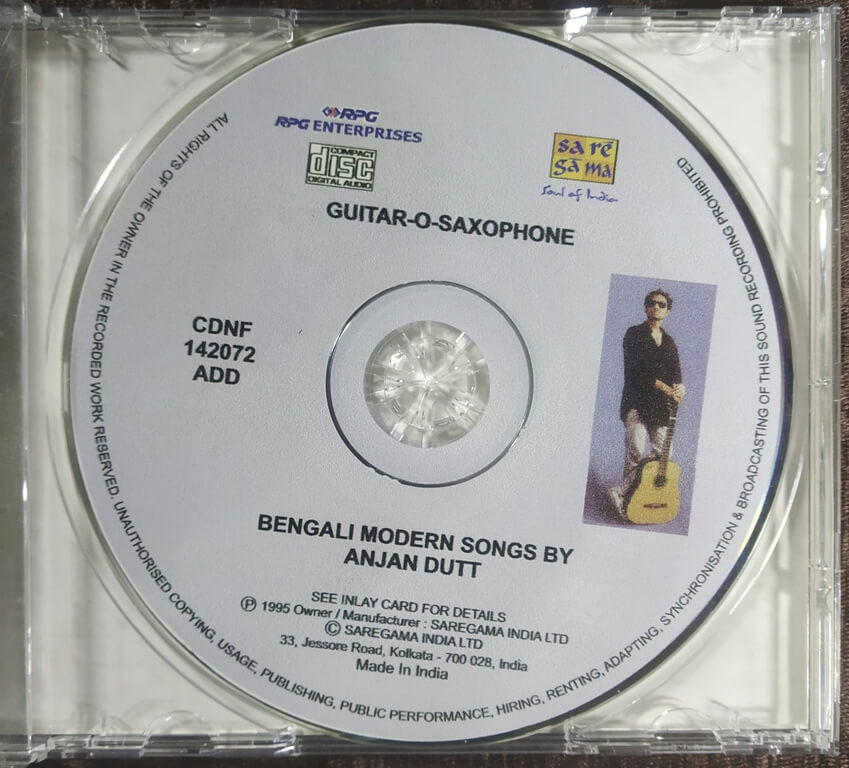 RPG
RPG ENTERPRISES
COMPACT
disc
DIGITAL AUDIO
sa re
ga ma
Soul of India
GUITAR-O-SAXOPHONE
CDNF
142072
ADD
BENGALI MODERN SONGS BY
ANJAN DUTT
SEE INLAY CARD FOR DETAILS
Ⓟ 1995 Owner / Manufacturer : SAREGAMA INDIA LTD
© SAREGAMA INDIA LTD
33, Jessore Road, Kolkata - 700 028, India
Made In India
ALL RIGHTS OF THE OWNER IN THE RECORDED WORK RESERVED. UNAUTHORISED COPYING, USAGE, PUBLISHING, PUBLIC PERFORMANCE, HIRING, RENTING, ADAPTING, SYNCHRONISATION & BROADCASTING OF THIS SOUND RECORDING PROHIBITED